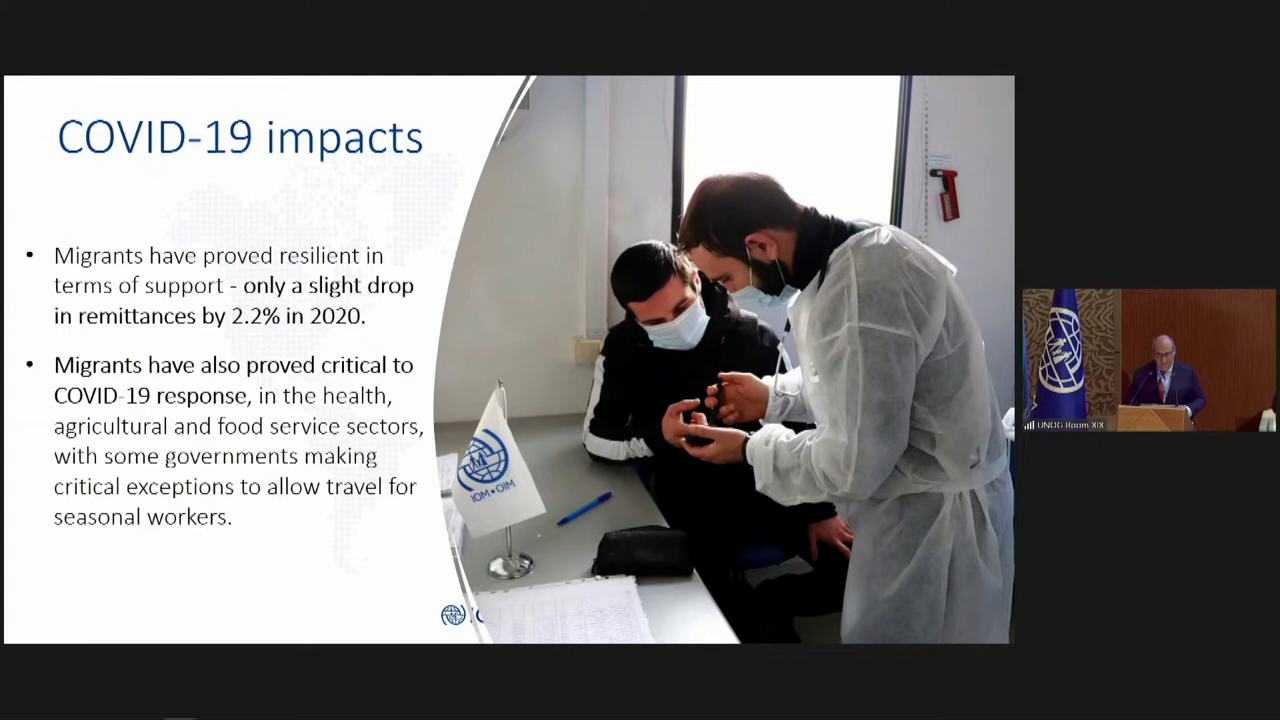 COVID-19 impacts
• Migrants have proved resilient in
terms of support - only a slight drop
in remittances by 2.2% in 2020.
• Migrants have also proved critical to
COVID-19 response, in the health,
agricultural and food service sectors,
with some governments making
critical exceptions to allow travel for
seasonal workers.
IOM•OIM
UNOG Room XIX